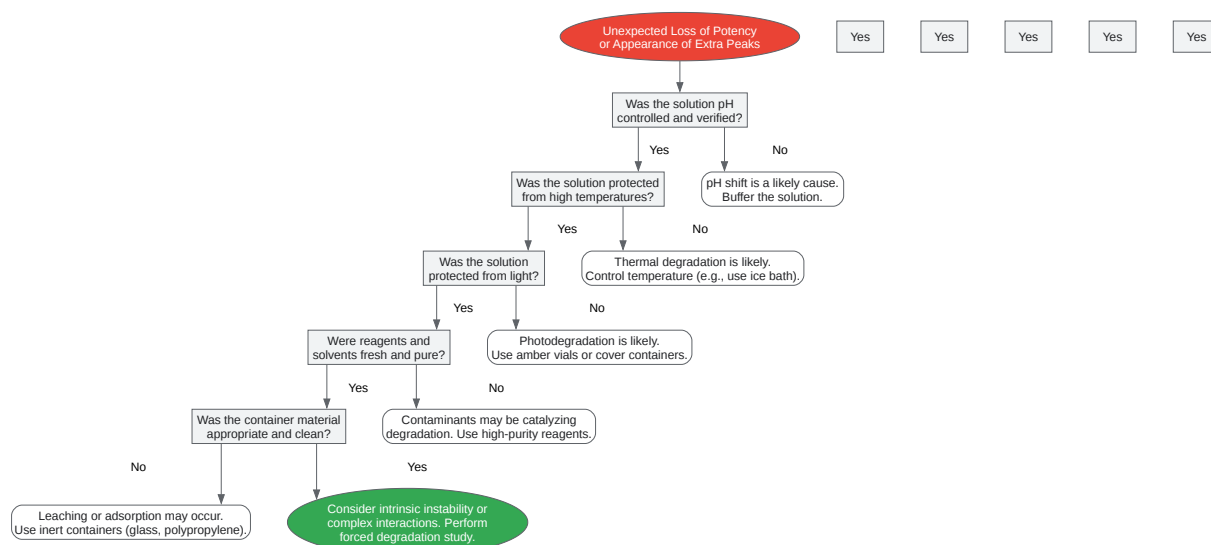 Unexpected Loss of Potency
or Appearance of Extra Peaks
Yes
Yes
Yes
Yes
Yes
Was the solution pH
controlled and verified?
Yes
No
Was the solution protected
from high temperatures?
pH shift is a likely cause.
Buffer the solution.
Yes
No
Was the solution
protected from light?
Thermal degradation is likely.
Control temperature (e.g., use ice bath).
Yes
No
Were reagents and
solvents fresh and pure?
Photodegradation is likely.
Use amber vials or cover containers.
Yes
No
Was the container material
appropriate and clean?
Contaminants may be catalyzing
degradation. Use high-purity reagents.
No
Yes
Leaching or adsorption may occur.
Use inert containers (glass, polypropylene).
Consider intrinsic instability or
complex interactions. Perform
forced degradation study.